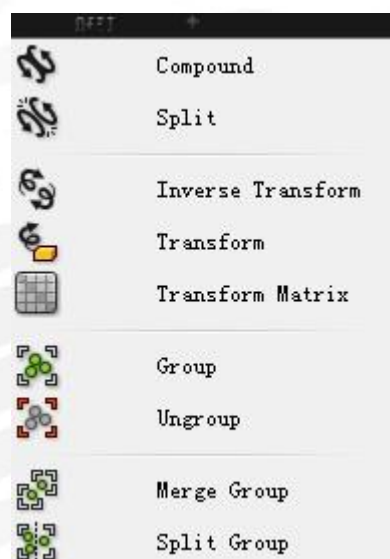 Compound
Split
Inverse Transform
Transform
Transform Matrix
Group
Ungroup
Merge Group
Split Group